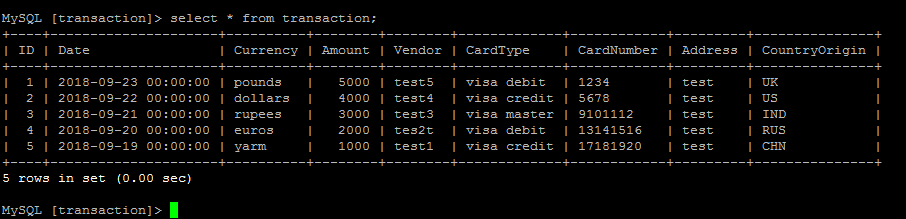 MySQL [transaction]> select * from transaction;
+----+---------------------+----------+--------+--------+-------------+------------+---------+---------------+
| ID | Date                | Currency | Amount | Vendor | CardType    | CardNumber | Address | CountryOrigin |
+----+---------------------+----------+--------+--------+-------------+------------+---------+---------------+
|  1 | 2018-09-23 00:00:00 | pounds   |   5000 | test5  | visa debit  | 1234       | test    | UK            |
|  2 | 2018-09-22 00:00:00 | dollars  |   4000 | test4  | visa credit | 5678       | test    | US            |
|  3 | 2018-09-21 00:00:00 | rupees   |   3000 | test3  | visa master | 9101112    | test    | IND           |
|  4 | 2018-09-20 00:00:00 | euros    |   2000 | tes2t  | visa debit  | 13141516   | test    | RUS           |
|  5 | 2018-09-19 00:00:00 | yarm     |   1000 | test1  | visa credit | 17181920   | test    | CHN           |
+----+---------------------+----------+--------+--------+-------------+------------+---------+---------------+
5 rows in set (0.00 sec)
MySQL [transaction]>